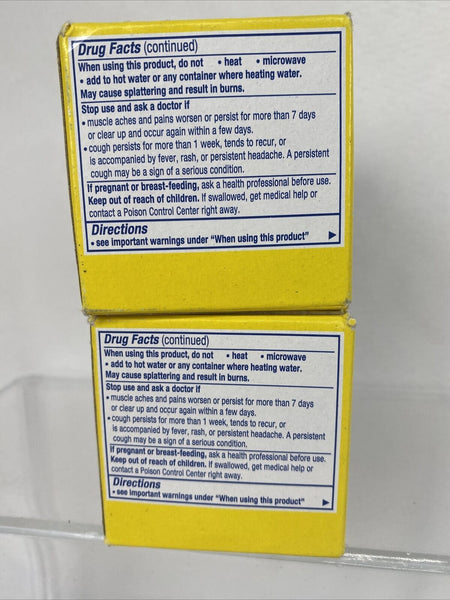 Drug Facts (continued)
When using this product, do not • heat • microwave
• add to hot water or any container where heating water.
May cause splattering and result in burns.
Stop use and ask a doctor if
• muscle aches and pains worsen or persist for more than 7 days
or clear up and occur again within a few days.
• cough persists for more than 1 week, tends to recur, or
is accompanied by fever, rash, or persistent headache. A persistent
cough may be a sign of a serious condition.
If pregnant or breast-feeding, ask a health professional before use.
Keep out of reach of children. If swallowed, get medical help or
contact a Poison Control Center right away.
Directions
• see important warnings under “When using this product”
Drug Facts (continued)
When using this product, do not • heat • microwave
• add to hot water or any container where heating water.
May cause splattering and result in burns.
Stop use and ask a doctor if
• muscle aches and pains worsen or persist for more than 7 days
or clear up and occur again within a few days.
• cough persists for more than 1 week, tends to recur, or
is accompanied by fever, rash, or persistent headache. A persistent
cough may be a sign of a serious condition.
If pregnant or breast-feeding, ask a health professional before use.
Keep out of reach of children. If swallowed, get medical help or
contact a Poison Control Center right away.
Directions
• see important warnings under “When using this product”